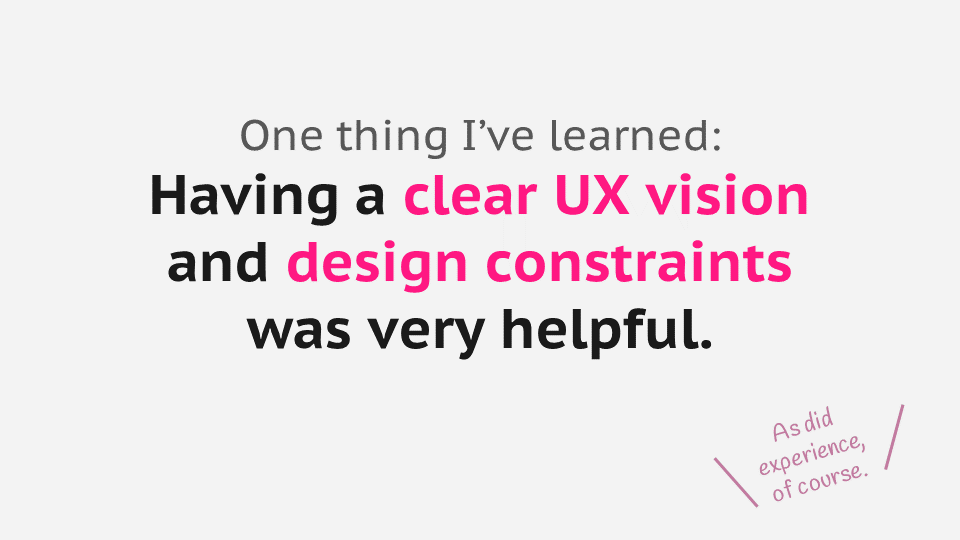 One thing I’ve learned:
Having a clear UX vision
and design constraints
was very helpful.
As did
experience,
of course.